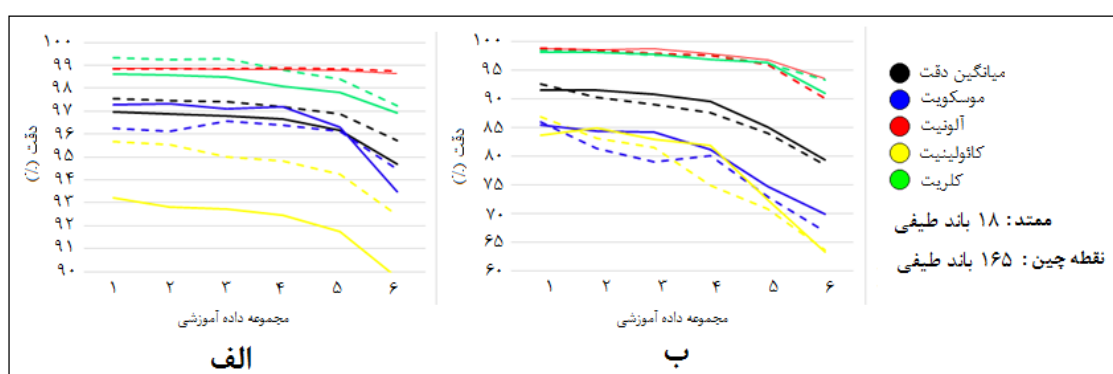 ۱۰۰
۹۹
۹۸
۹۷
۹۶
۹۵
۹۴
۹۳
۹۲
۹۱
۹۰
دقت (٪)
۱ ۲ ۳ ۴ ۵ ۶
مجموعه داده آموزشی
الف
۱۰۰
۹۵
۹۰
۸۵
۸۰
۷۵
۷۰
۶۵
۶۰
دقت (٪)
۱ ۲ ۳ ۴ ۵ ۶
مجموعه داده آموزشی
ب
میانگین دقت
موسکویت
آلونیت
کائولینیت
کلریت
ممتد: ۱۸ باند طیفی
نقطه چین: ۱۶۵ باند طیفی